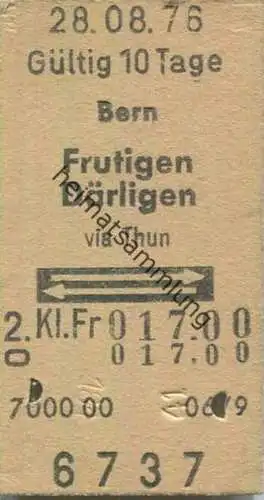 28.08.76
Gültig 10 Tage
Bern
Frutigen
Därligen
via Thun
heimatsammlung
2. Kl. Fr 017.00
0 017.00
7000 00
6737